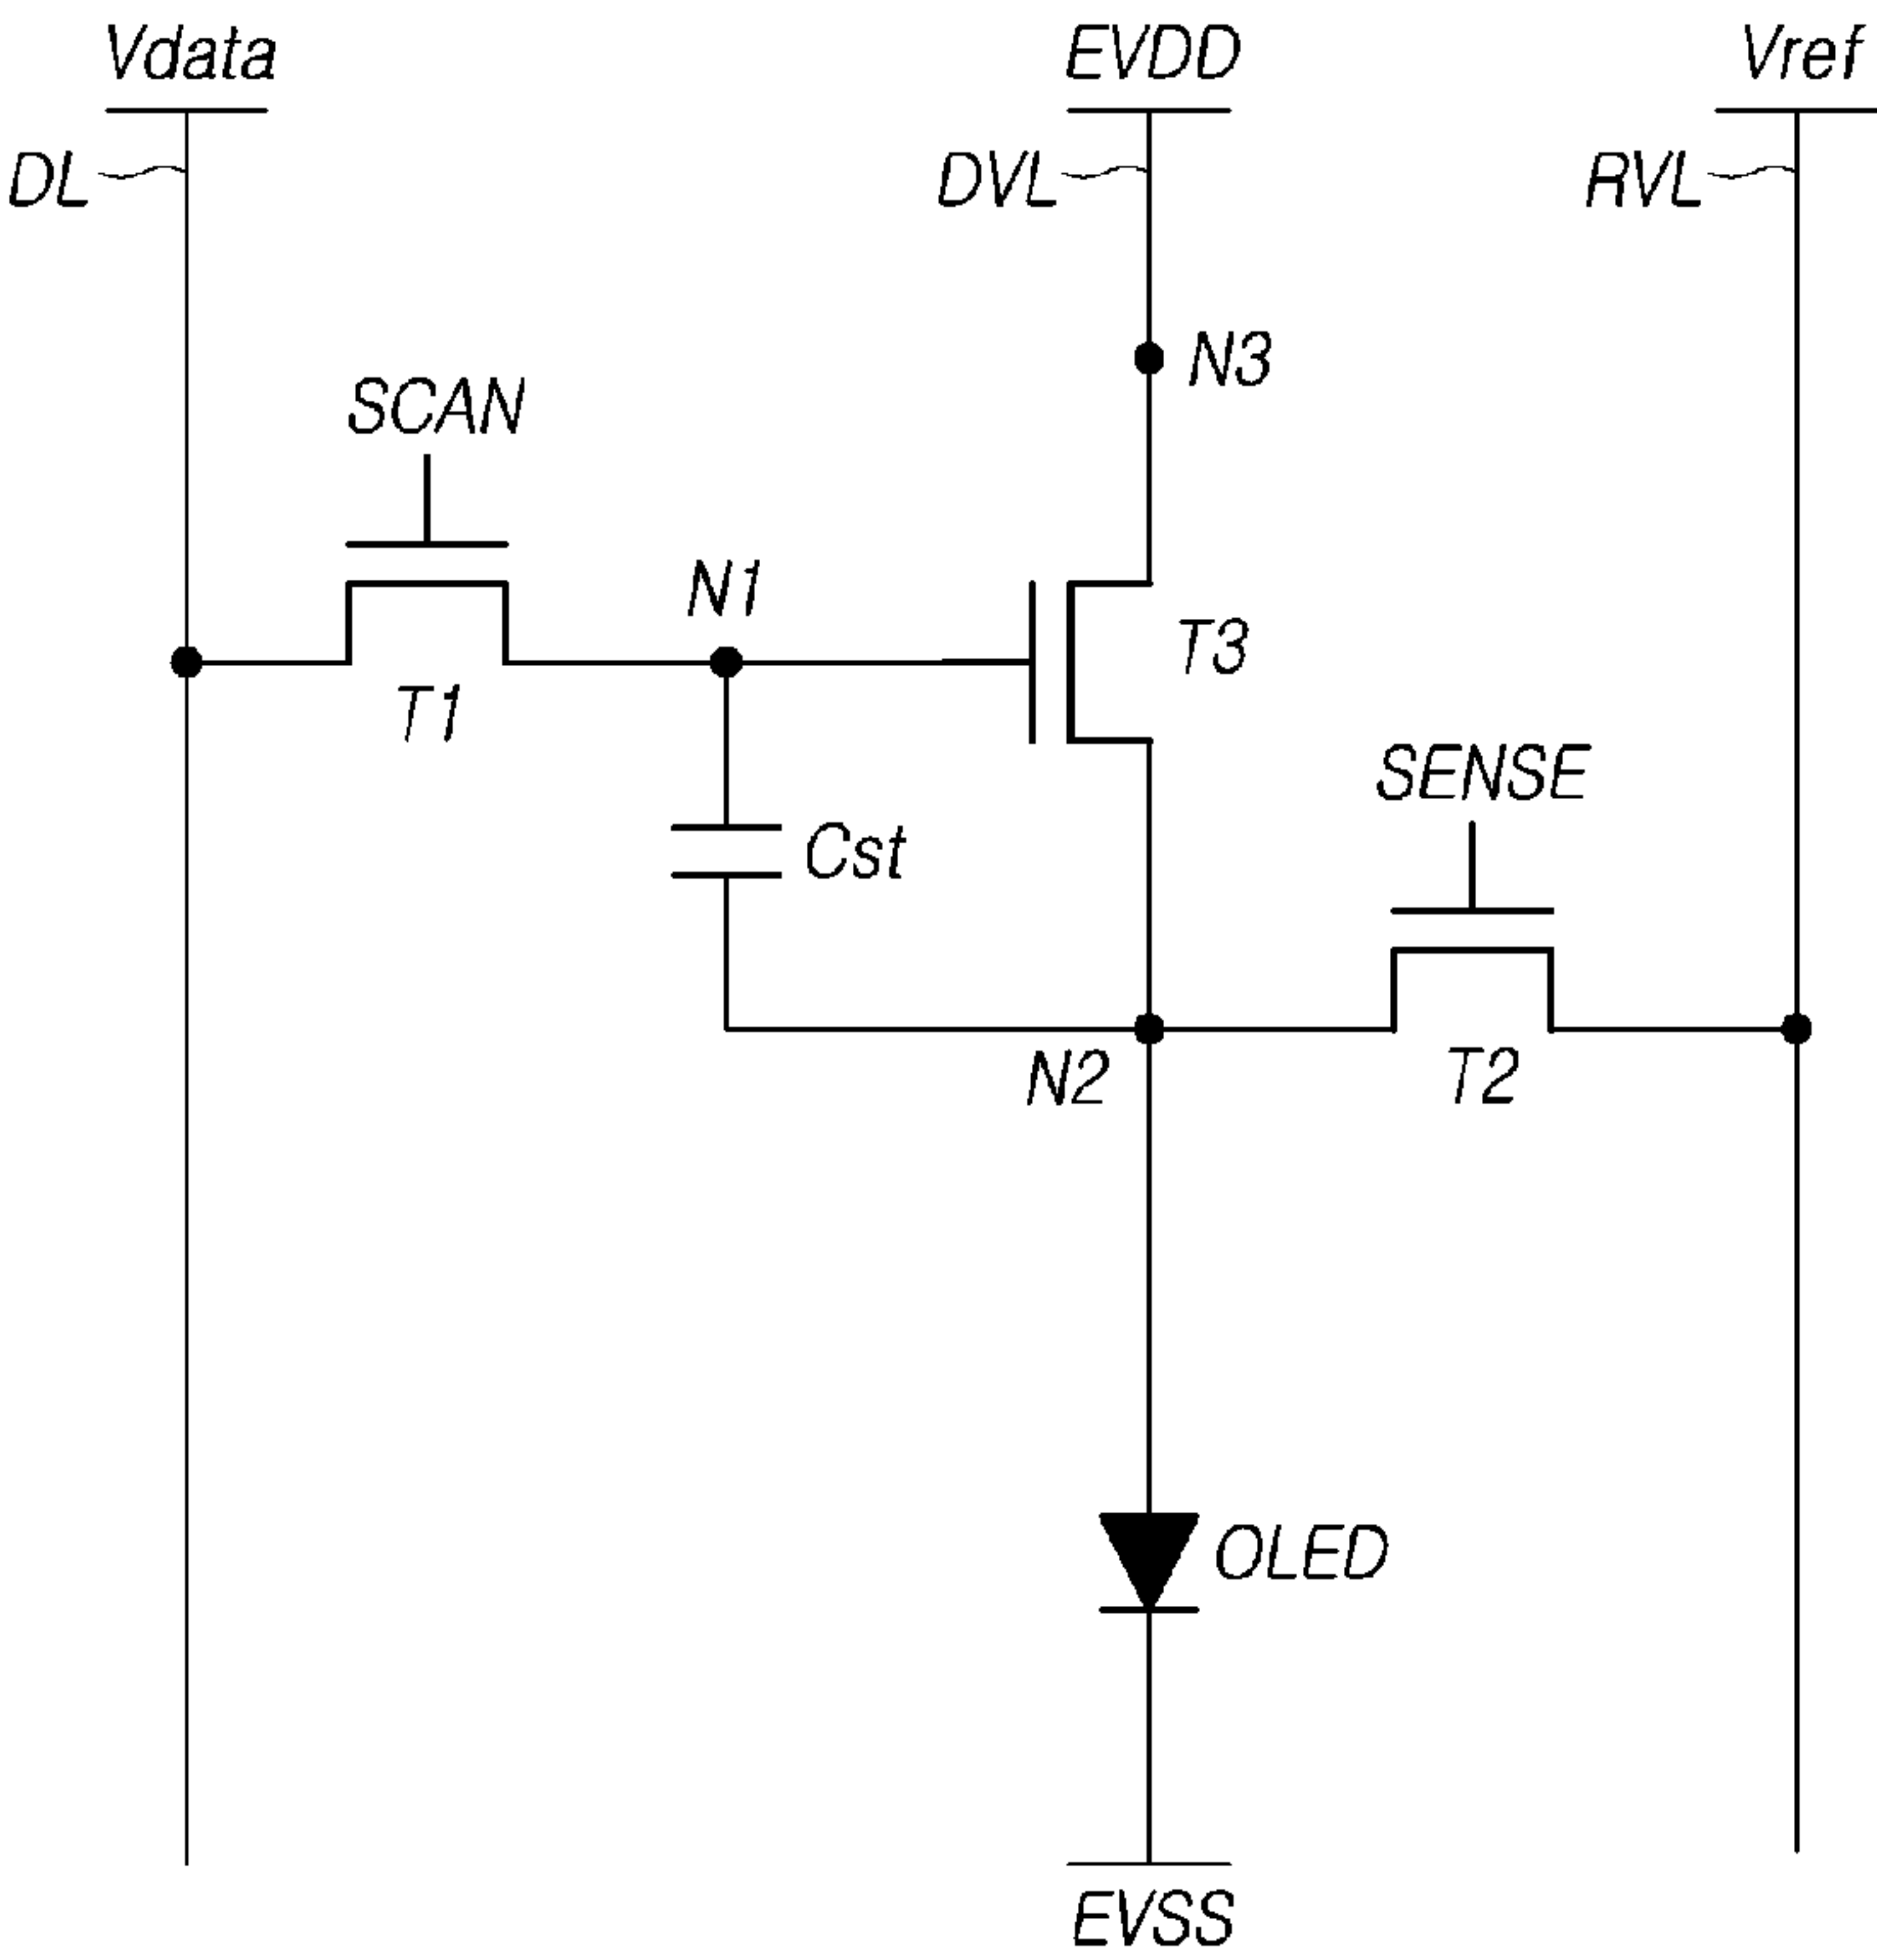 Vdata
EVDD
Vref
DL
DVL
RVL
N3
SCAN
N1
T3
T1
SENSE
Cst
N2
T2
OLED
EVSS